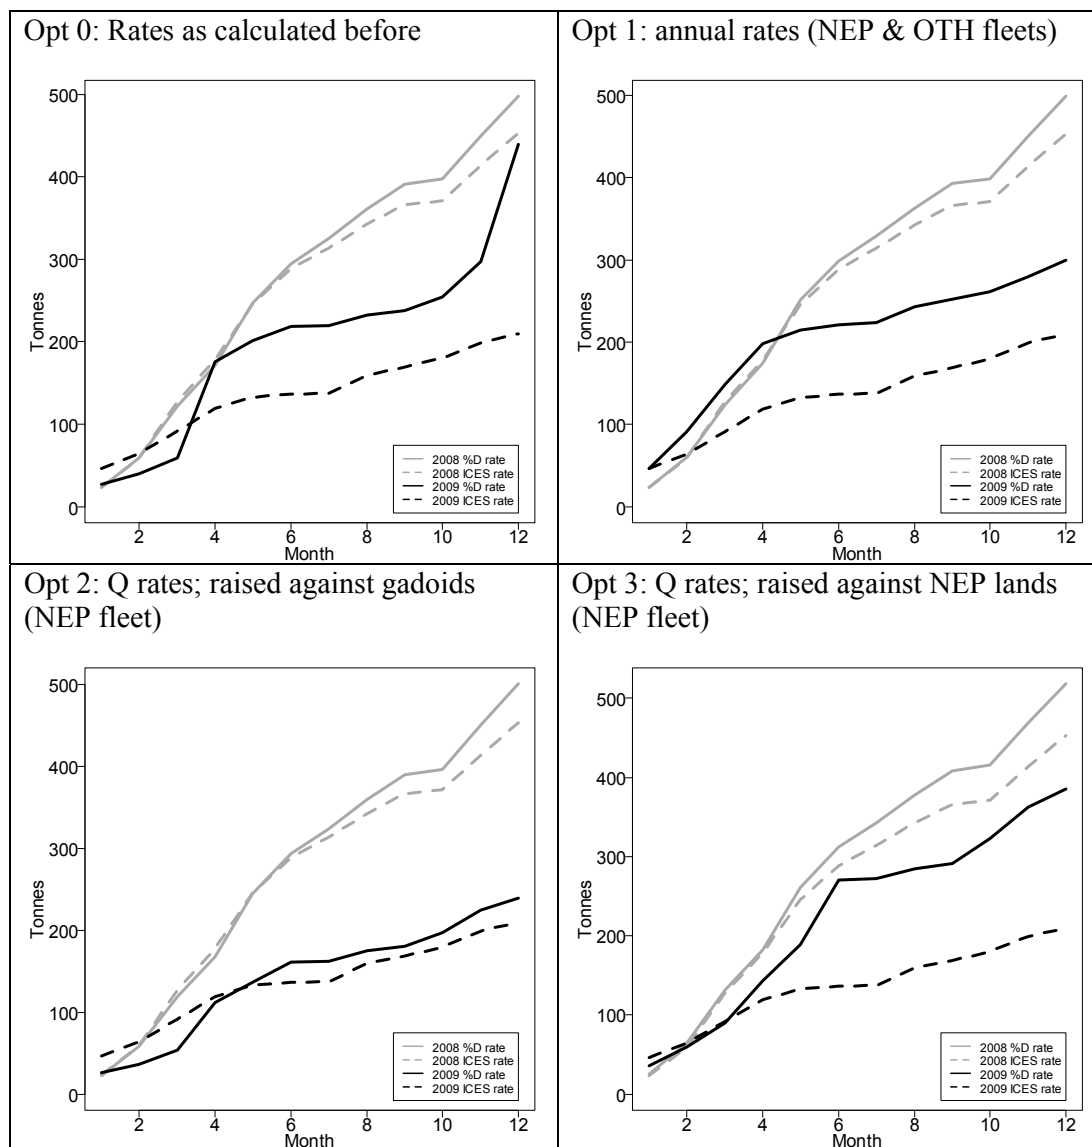 Opt 0: Rates as calculated before
500
400
300
200
100
0
Tonnes
2 4 6 8 10 12
Month
2008 %D rate
2008 ICES rate
2009 %D rate
2009 ICES rate
Opt 1: annual rates (NEP & OTH fleets)
500
400
300
200
100
0
Tonnes
2 4 6 8 10 12
Month
2008 %D rate
2008 ICES rate
2009 %D rate
2009 ICES rate
Opt 2: Q rates; raised against gadoids
(NEP fleet)
500
400
300
200
100
0
Tonnes
2 4 6 8 10 12
Month
2008 %D rate
2008 ICES rate
2009 %D rate
2009 ICES rate
Opt 3: Q rates; raised against NEP lands
(NEP fleet)
500
400
300
200
100
0
Tonnes
2 4 6 8 10 12
Month
2008 %D rate
2008 ICES rate
2009 %D rate
2009 ICES rate